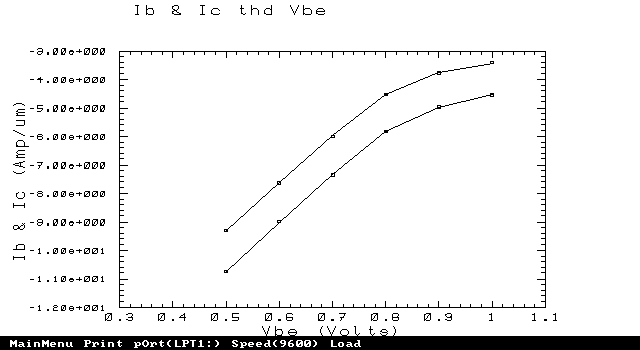 Ib & Ic thd Vbe
Ib & Ic (Amp/um)
-3.00e+000
-4.00e+000
-5.00e+000
-6.00e+000
-7.00e+000
-8.00e+000
-9.00e+000
-1.00e+001
-1.10e+001
-1.20e+001
0.3 0.4 0.5 0.6 0.7 0.8 0.9 1 1.1
Vbe (Volts)
MainMenu Print pOrt(LPT1:) Speed(9600) Load